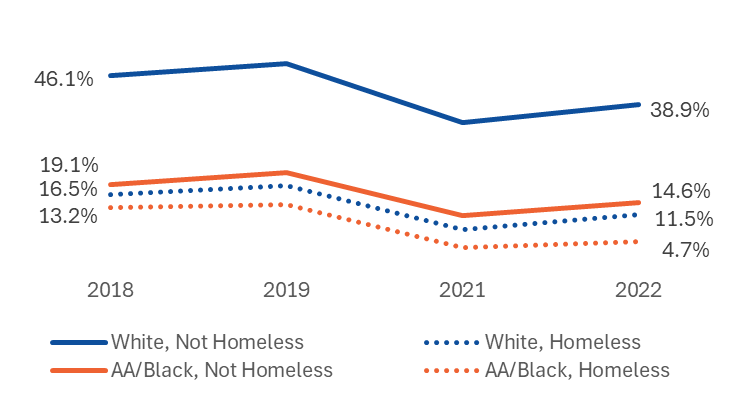 46.1%
38.9%
19.1%
16.5%
13.2%
14.6%
11.5%
4.7%
2018 2019 2021 2022
White, Not Homeless White, Homeless
AA/Black, Not Homeless AA/Black, Homeless